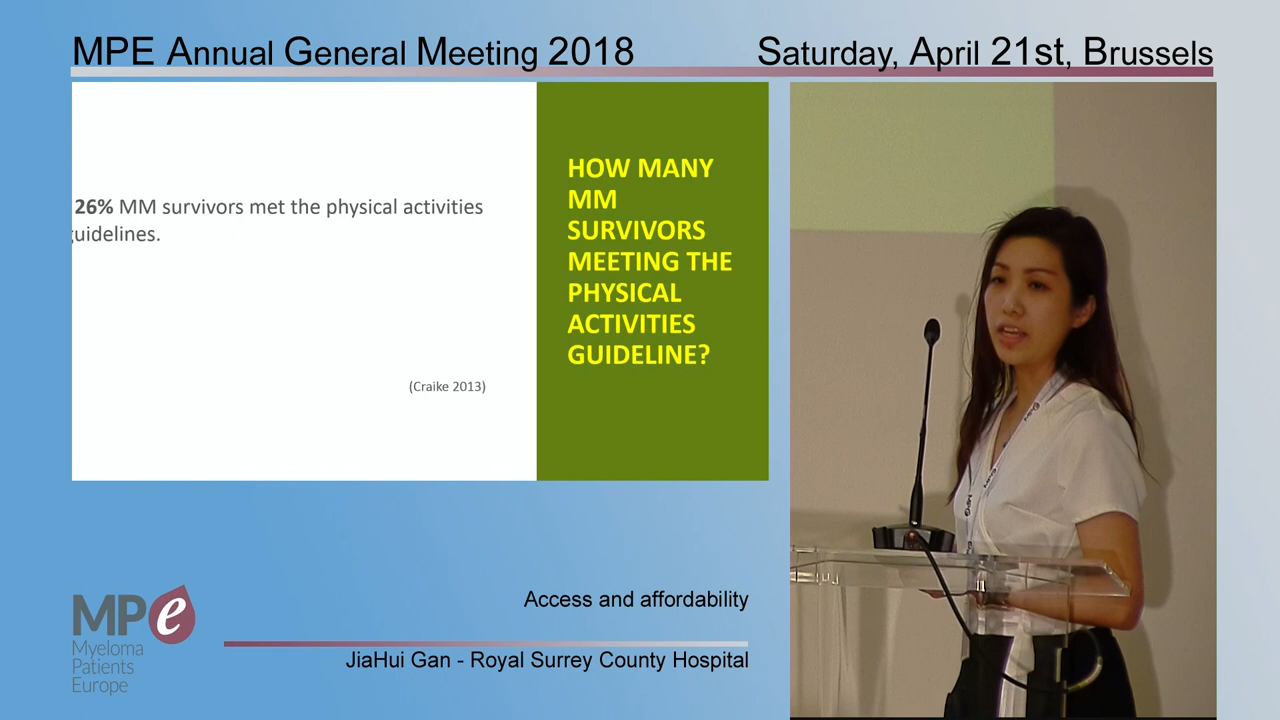 MPE Annual General Meeting 2018
Saturday, April 21st, Brussels
26% MM survivors met the physical activities
guidelines.
(Craike 2013)
HOW MANY
MM
SURVIVORS
MEETING THE
PHYSICAL
ACTIVITIES
GUIDELINE?
MPe
Myeloma
Patients
Europe
Access and affordability
JiaHui Gan - Royal Surrey County Hospital